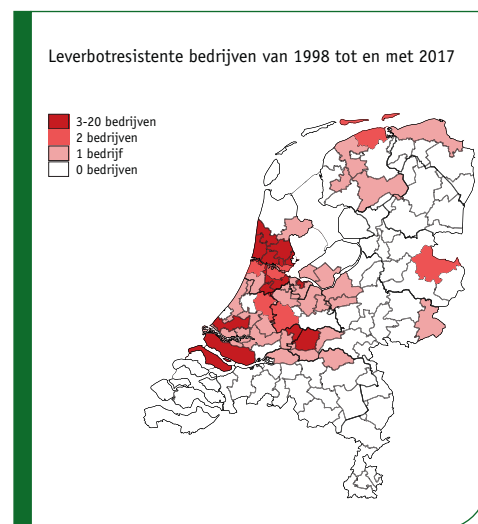 Leverbotresistente bedrijven van 1998 tot en met 2017
3-20 bedrijven
2 bedrijven
1 bedrijf
0 bedrijven